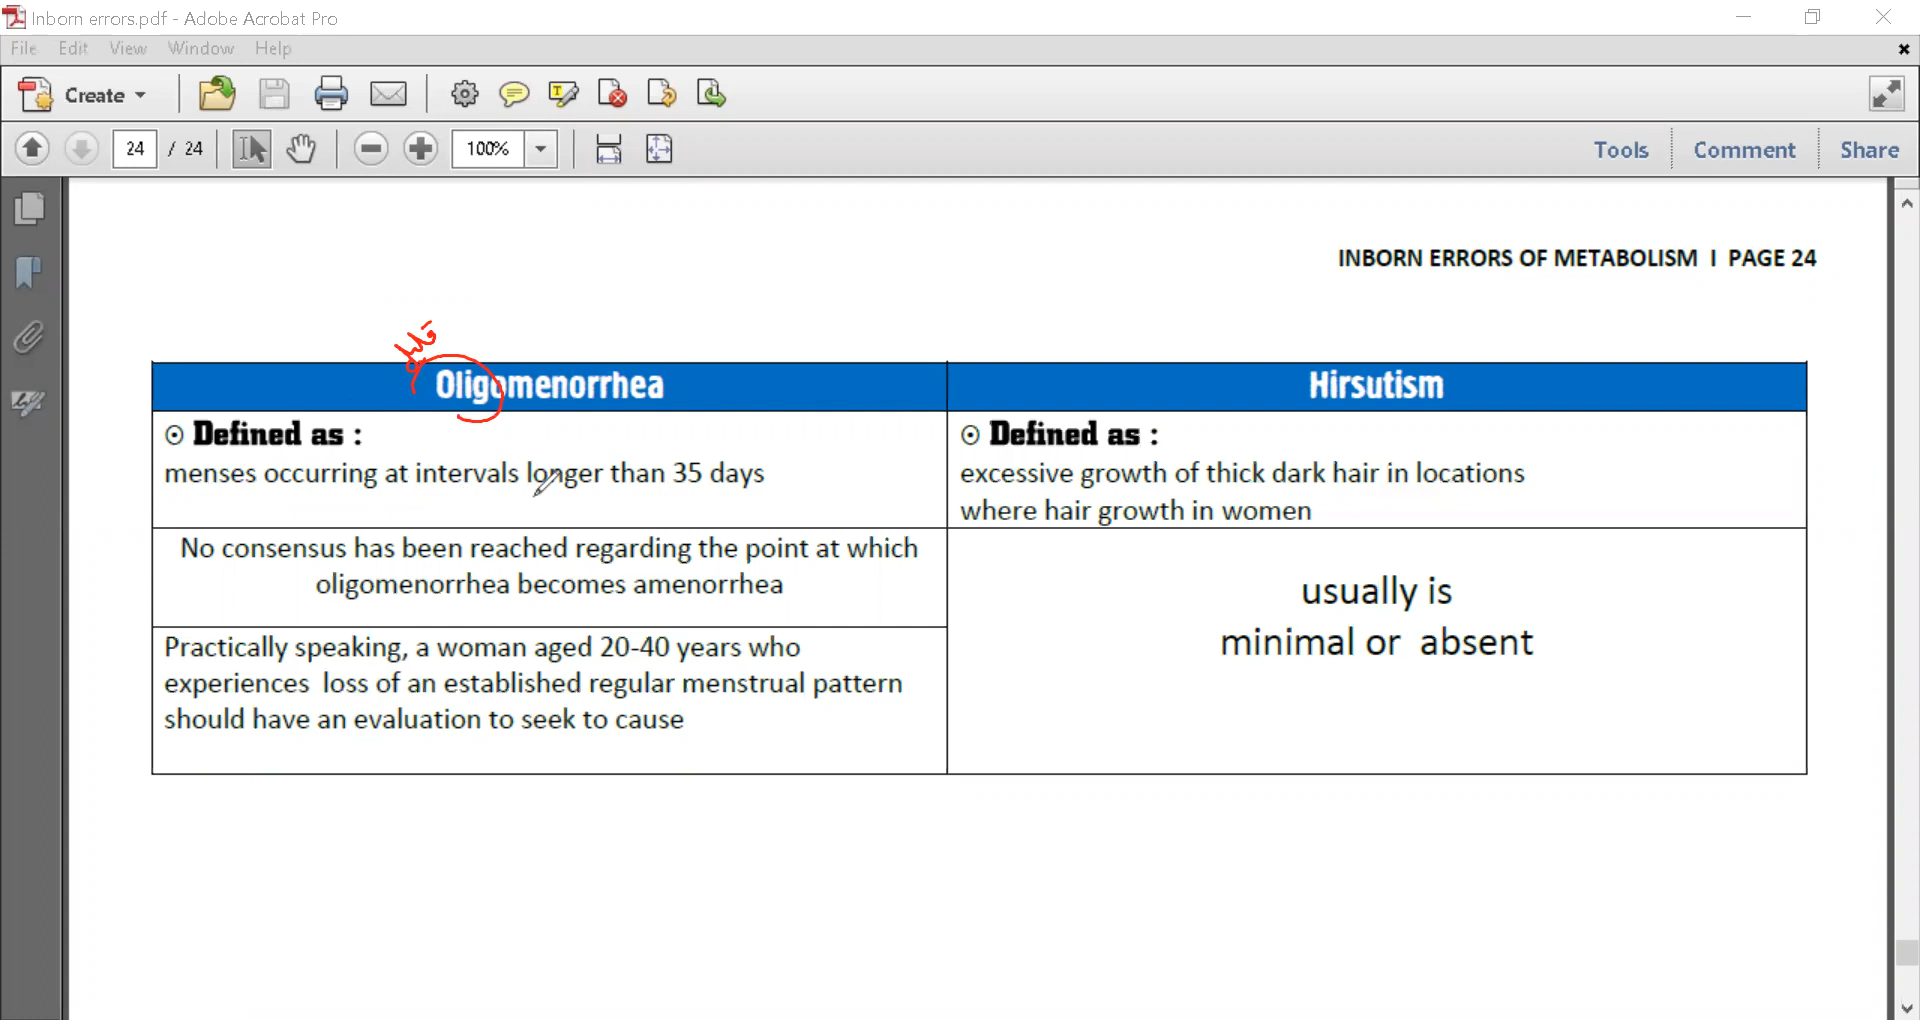 Inborn errors.pdf - Adobe Acrobat Pro
File Edit View Window Help
Create
24 / 24 100% Tools Comment Share
INBORN ERRORS OF METABOLISM I PAGE 24
Oligomenorrhea
Defined as :
menses occurring at intervals longer than 35 days
No consensus has been reached regarding the point at which
oligomenorrhea becomes amenorrhea
Practically speaking, a woman aged 20-40 years who
experiences loss of an established regular menstrual pattern
should have an evaluation to seek to cause
Hirsutism
Defined as :
excessive growth of thick dark hair in locations
where hair growth in women
usually is
minimal or absent